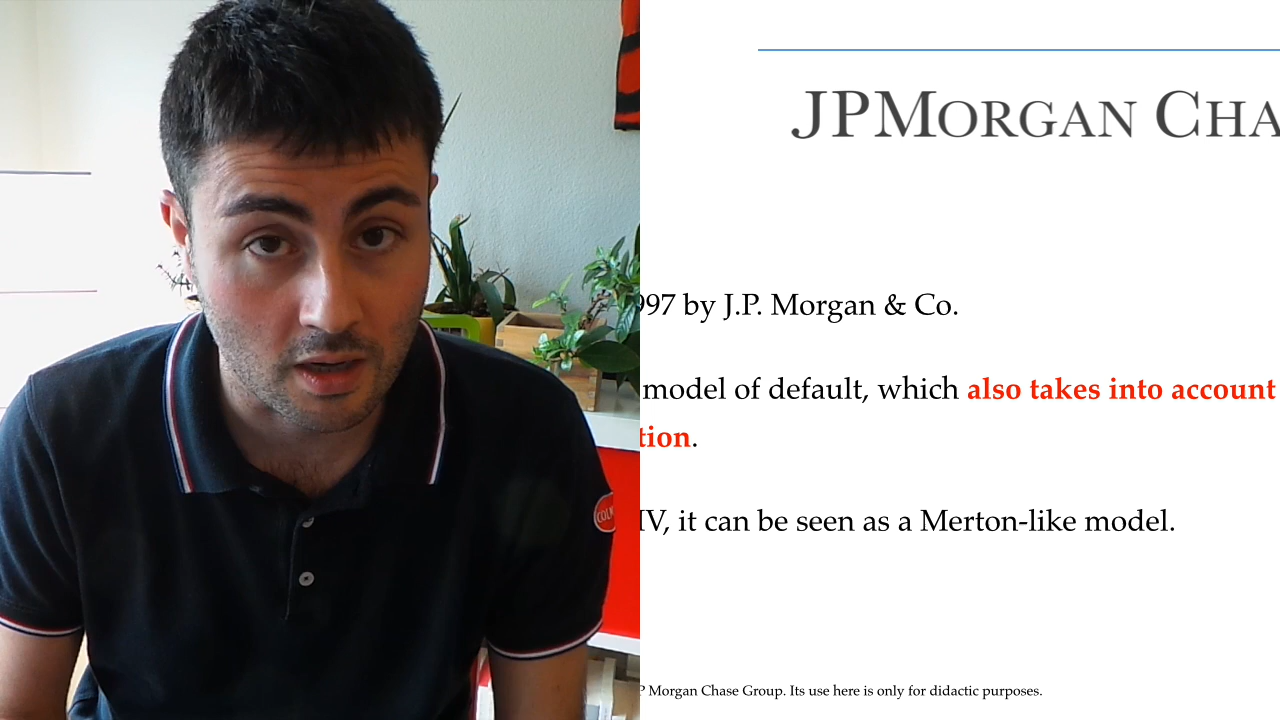 JPMORGAN CHA
997 by J.P. Morgan & Co.
model of default, which also takes into account
tion.
IV, it can be seen as a Merton-like model.
P Morgan Chase Group. Its use here is only for didactic purposes.